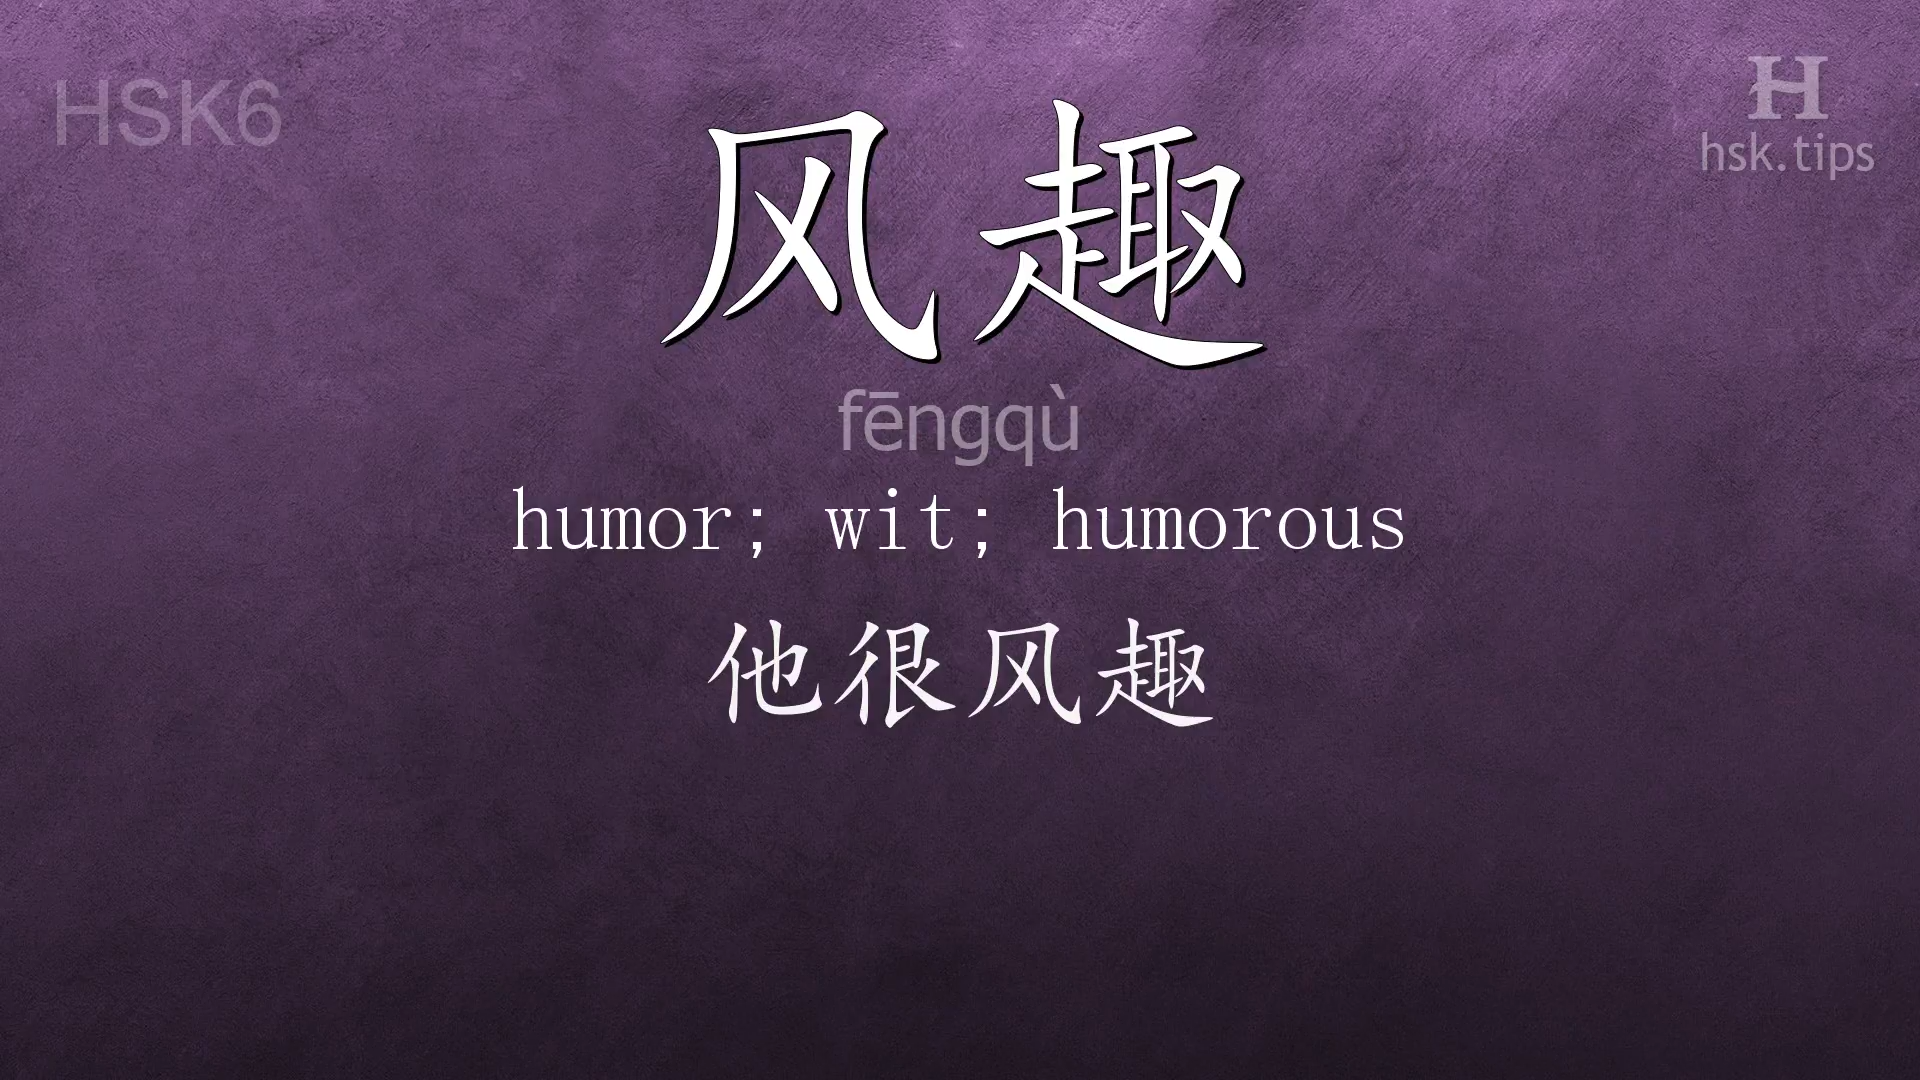 HSK6
H
hsk.tips
风趣
fēngqù
humor; wit; humorous
他很风趣